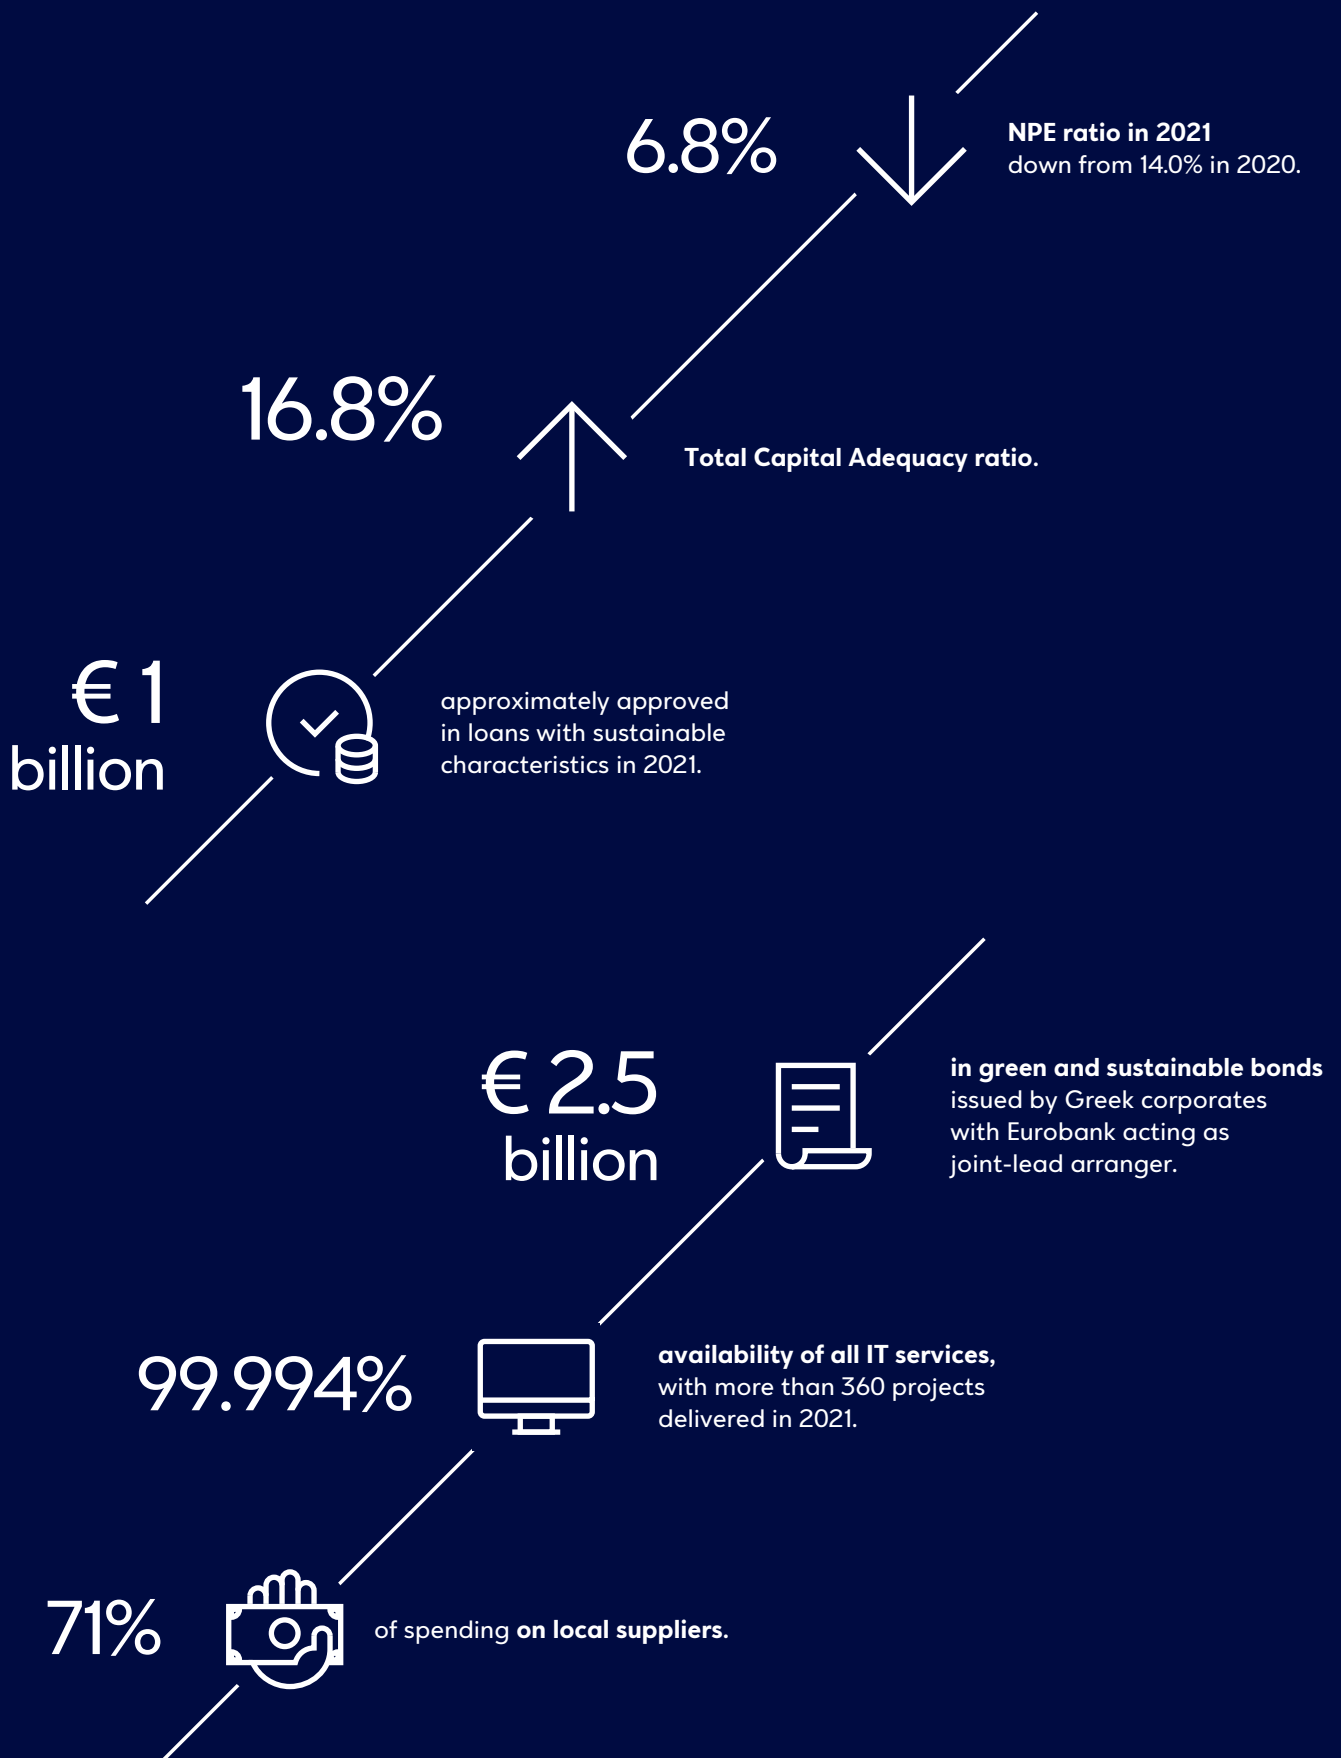 6.8%
NPE ratio in 2021
down from 14.0% in 2020.
16.8%
Total Capital Adequacy ratio.
€ 1
billion
approximately approved
in loans with sustainable
characteristics in 2021.
€ 2.5
billion
in green and sustainable bonds
issued by Greek corporates
with Eurobank acting as
joint-lead arranger.
99.994%
availability of all IT services,
with more than 360 projects
delivered in 2021.
71%
of spending on local suppliers.